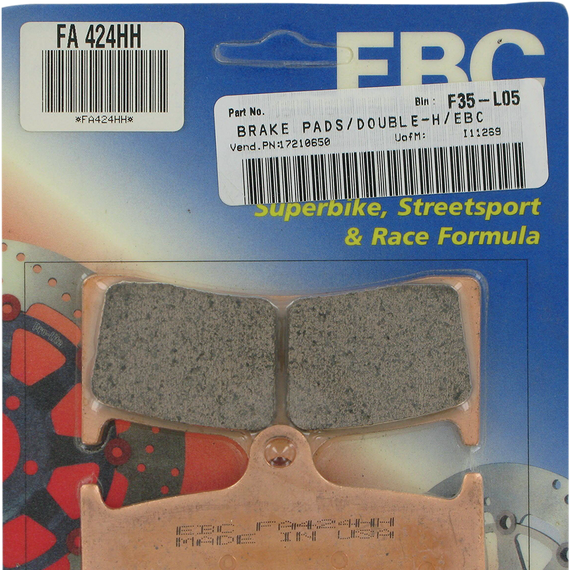 FA 424HH
*FA424HH*
EBC
Part No.
Bin: F35-L05
BRAKE PADS/DOUBLE-H/EBC
Vend.PN:17210650 UofM: I11269
Superbike, Streetsport
& Race Formula
EBC FA424HH
MADE IN USA